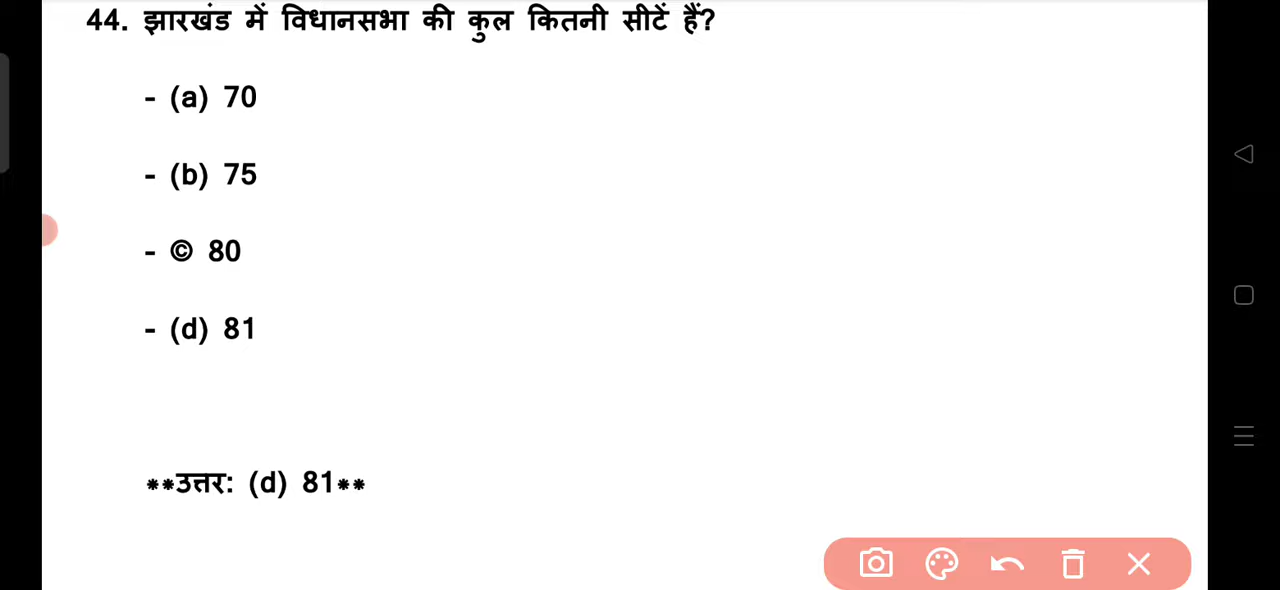 44. झारखंड में विधानसभा की कुल कितनी सीटें हैं?
- (a) 70
- (b) 75
- © 80
- (d) 81
**उत्तर: (d) 81**